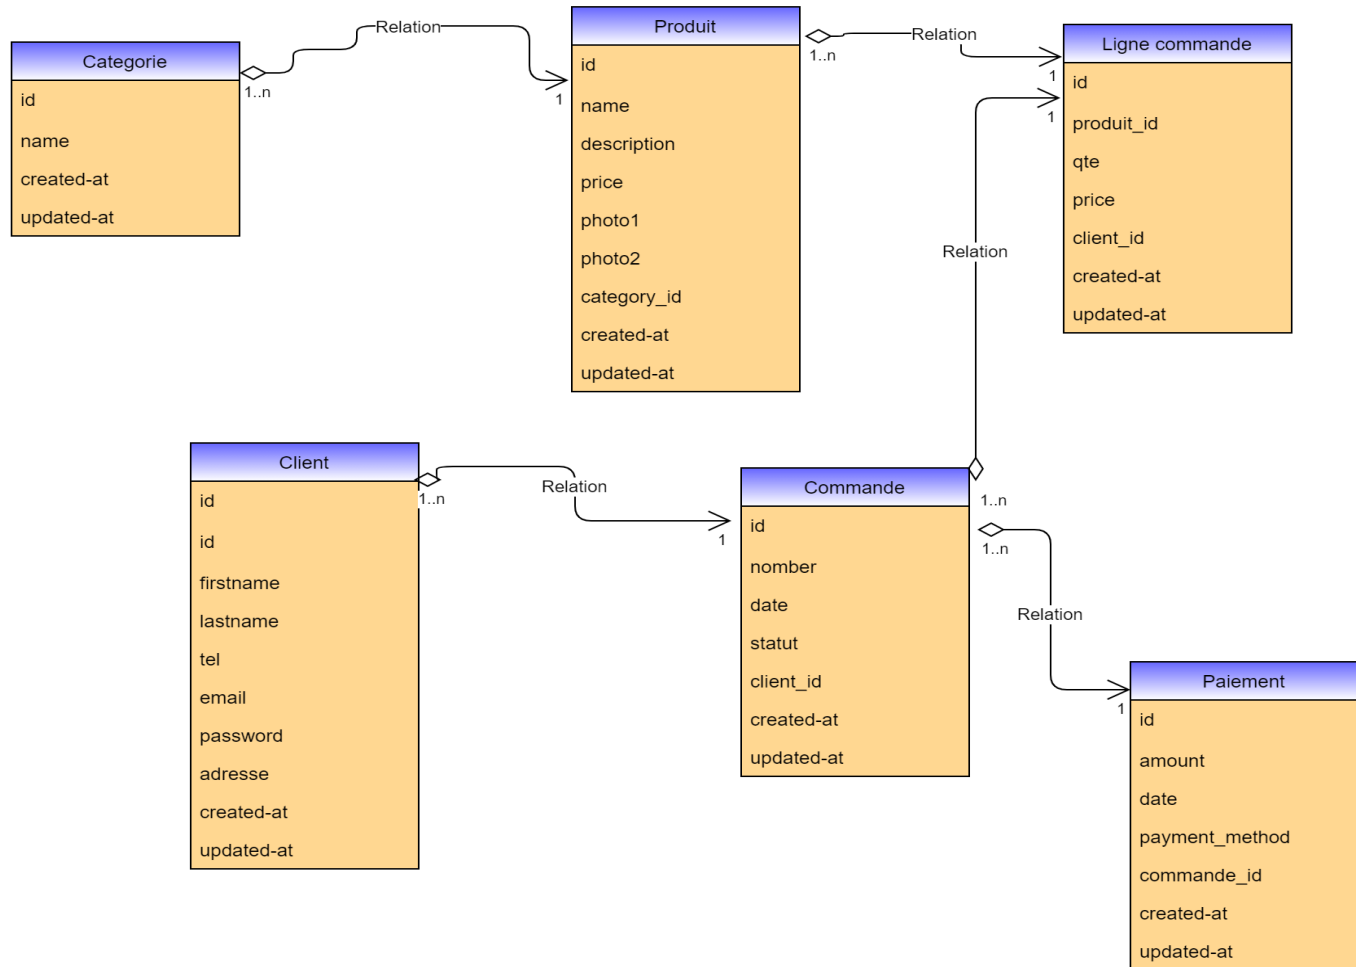 Categorie
id
name
created-at
updated-at
1..n
Relation
1
Produit
id
name
description
price
photo1
photo2
category_id
created-at
updated-at
1..n
Relation
1
Ligne commande
id
produit_id
qte
price
client_id
created-at
updated-at
1
Relation
1..n
Client
id
id
firstname
lastname
tel
email
password
adresse
created-at
updated-at
1..n
Relation
1
Commande
id
nomber
date
statut
client_id
created-at
updated-at
1..n
Relation
1
Paiement
id
amount
date
payment_method
commande_id
created-at
updated-at